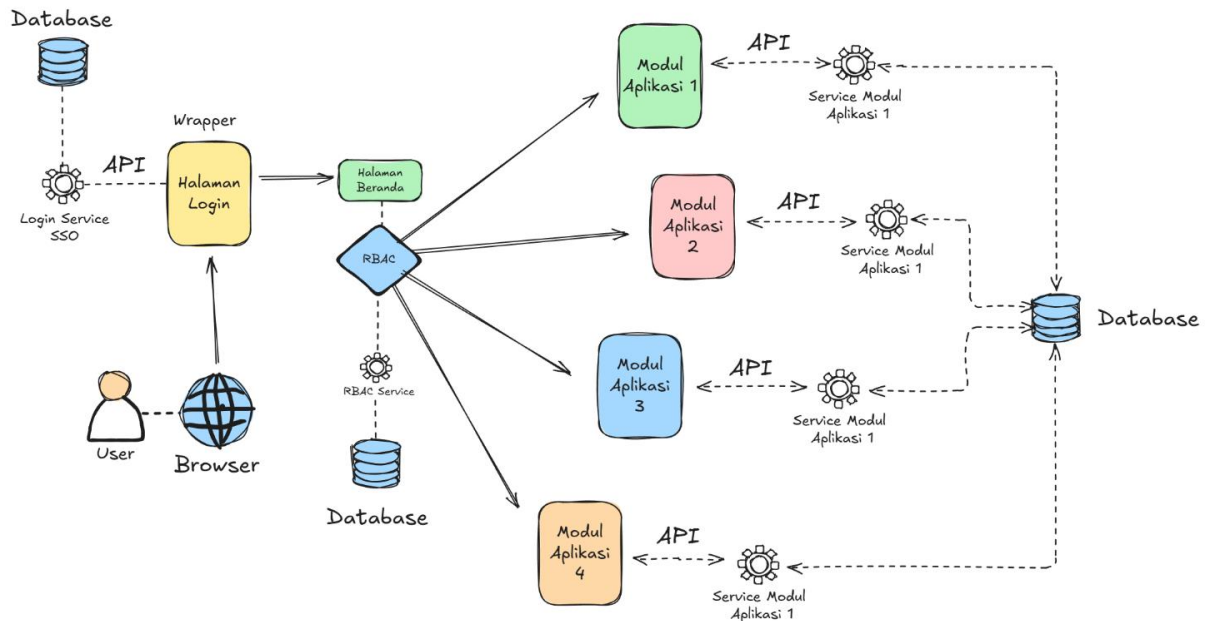 Database
Wrapper
API
Halaman
Login
Login Service
SSO
Halaman
Beranda
RBAC
RBAC Service
Database
User
Browser
Modul
Aplikasi 1
API
Service Modul
Aplikasi 1
Modul
Aplikasi
2
API
Service Modul
Aplikasi 1
Modul
Aplikasi
3
API
Service Modul
Aplikasi 1
Modul
Aplikasi
4
API
Service Modul
Aplikasi 1
Database